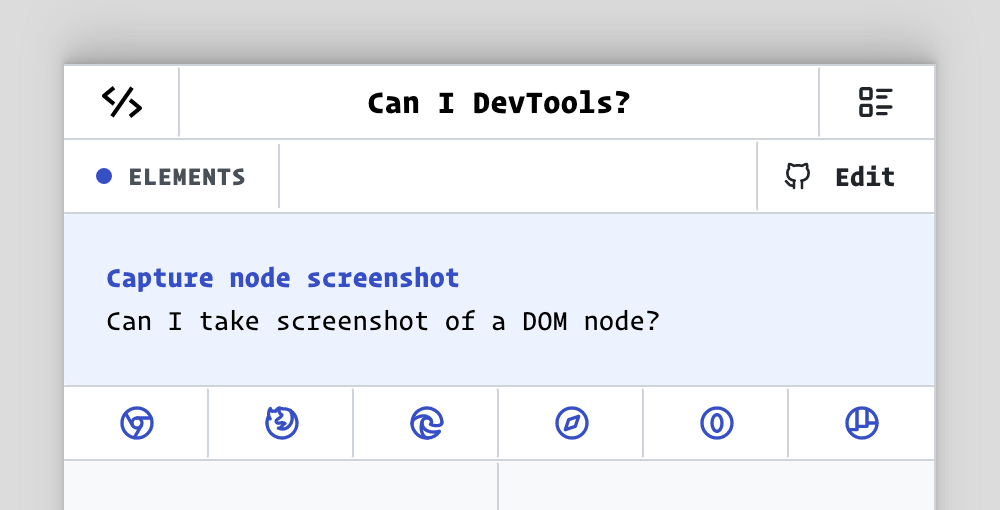 Can I DevTools?
ELEMENTS
Edit
Capture node screenshot
Can I take screenshot of a DOM node?